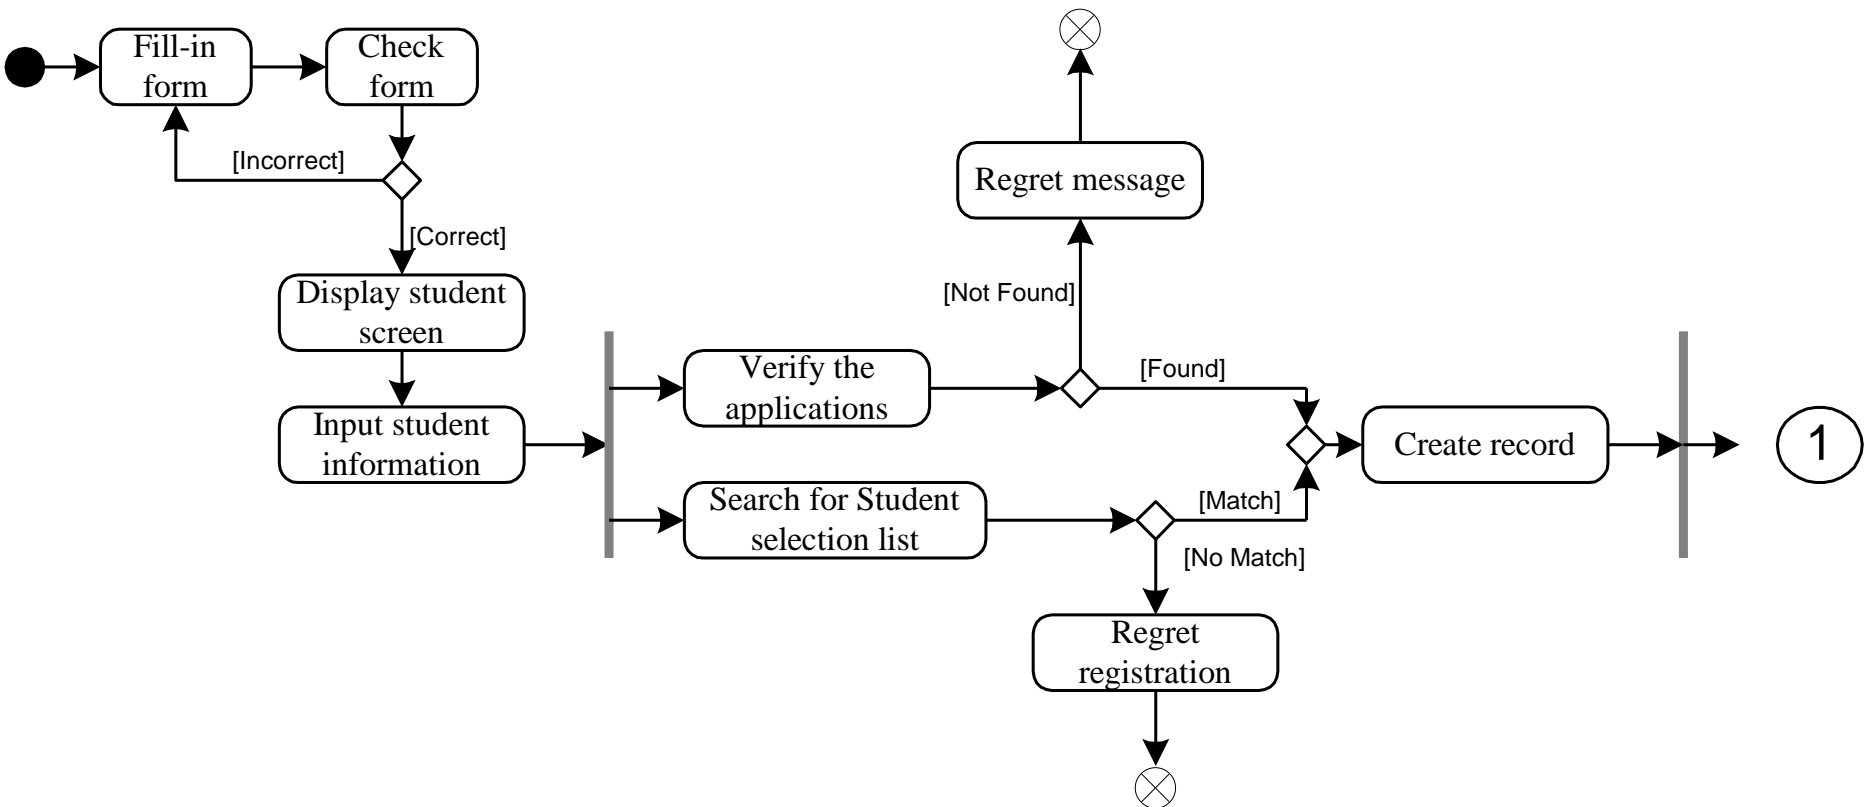 Fill-in
form
Check
form
[Incorrect]
[Correct]
Display student
screen
Input student
information
Regret message
[Not Found]
Verify the
applications
[Found]
Search for Student
selection list
[Match]
[No Match]
Regret
registration
Create record
1